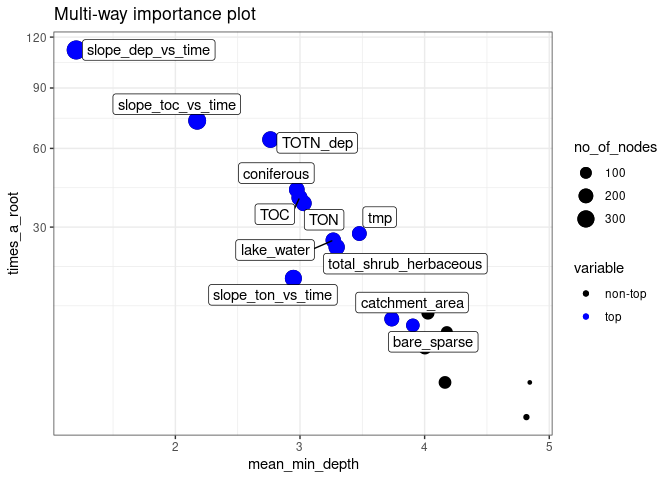 Multi-way importance plot
120
90
60
30
times_a_root
slope_dep_vs_time
slope_toc_vs_time
TOTN_dep
coniferous
TOC
TON
tmp
lake_water
total_shrub_herbaceous
slope_ton_vs_time
catchment_area
bare_sparse
2
3
4
5
mean_min_depth
no_of_nodes
100
200
300
variable
non-top
top